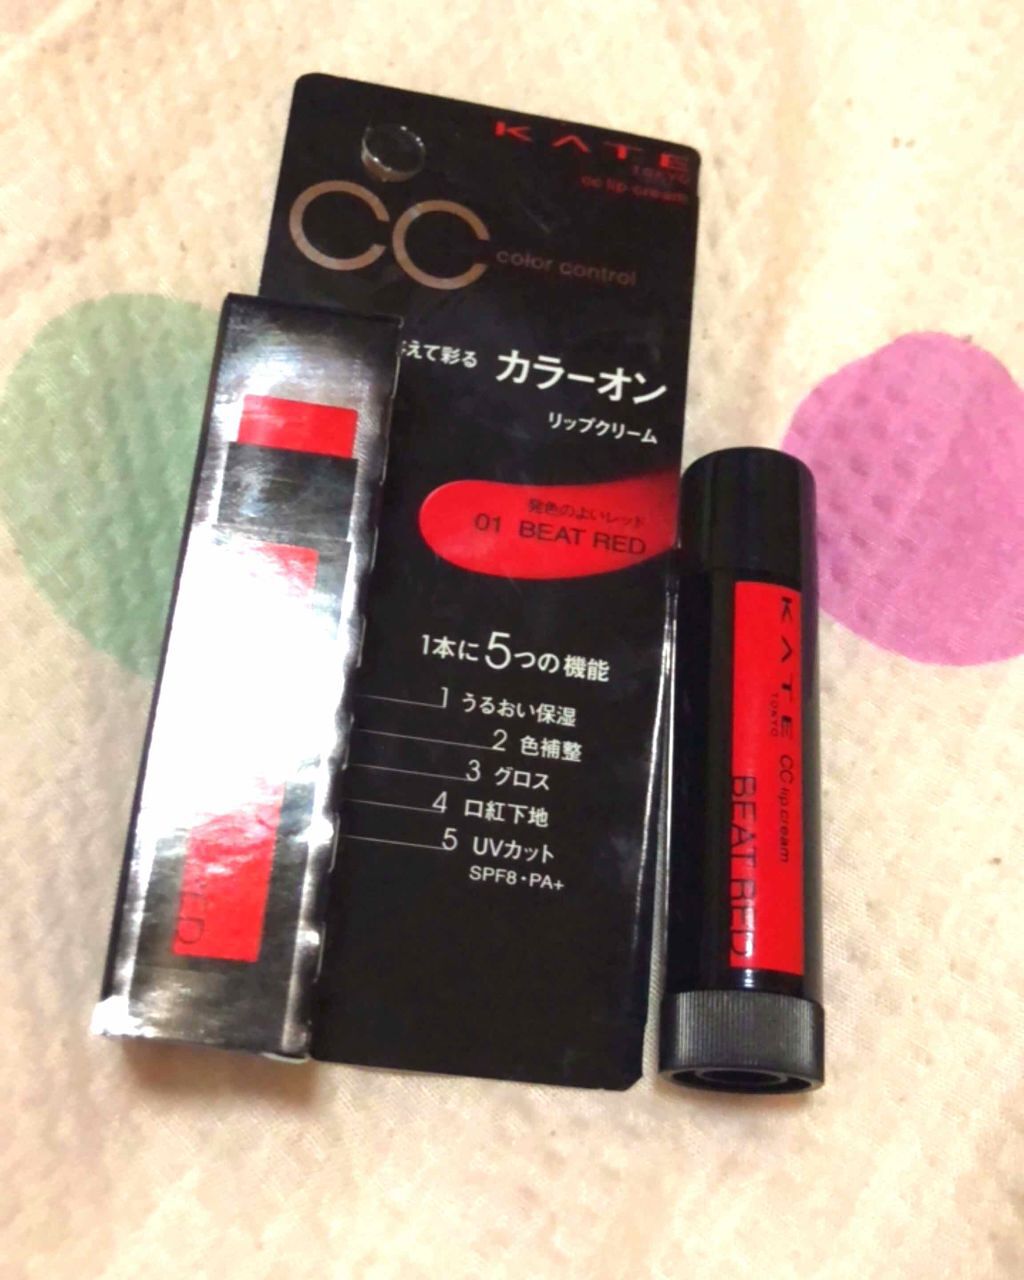 KATE
TOKYO
cc lip cream
CC color control
えて彩る カラーオン
リップクリーム
発色のよいレッド
01 BEAT RED
1本に5つの機能
1 うるおい保湿
2 色補整
3 グロス
4 口紅下地
5 UVカット
SPF8・PA+
KATE
TOKYO
CC lip cream
BEAT RED